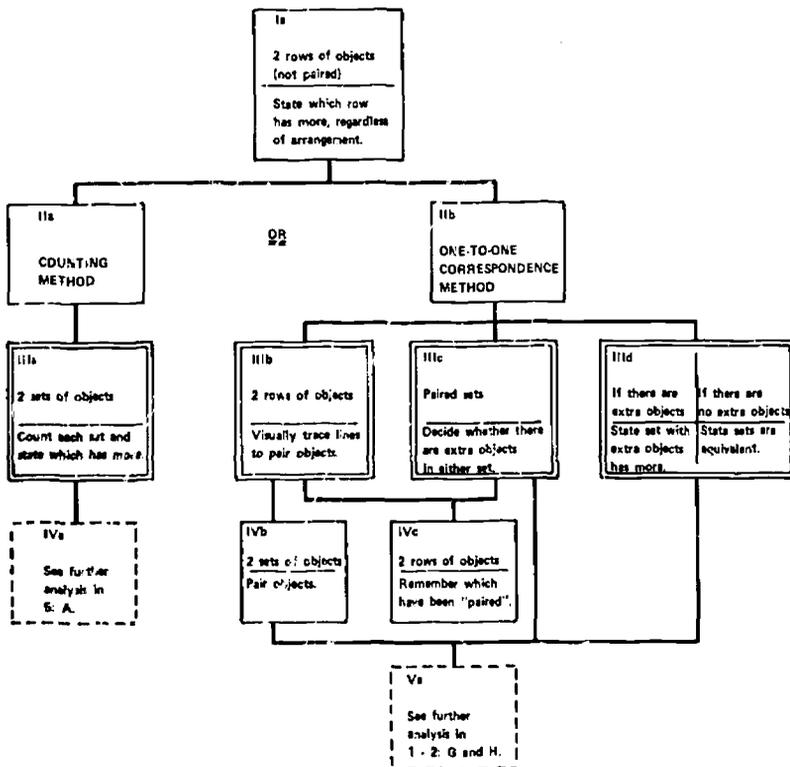 Ia
2 rows of objects
(not paired)
State which row
has more, regardless
of arrangement.
IIa
COUNTING
METHOD
OR
IIb
ONE-TO-ONE
CORRESPONDENCE
METHOD
IIIa
2 sets of objects
Count each set and
state which has more.
IIIb
2 rows of objects
Visually trace lines
to pair objects.
IIIc
Paired sets
Decide whether there
are extra objects
in either set.
IIId
If there are
extra objects
State set with
extra objects
has more.
If there are
no extra objects
State sets are
equivalent.
IVa
See further
analysis in
5: A.
IVb
2 sets of objects
Pair objects.
IVc
2 rows of objects
Remember which
have been "paired".
Va
See further
analysis in
1 - 2: G and H.